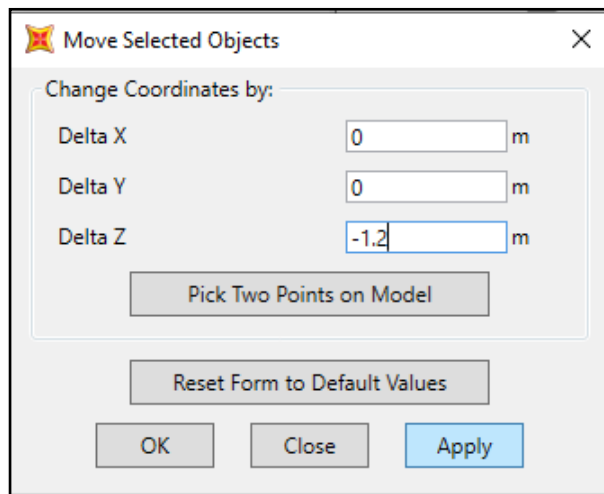 Move Selected Objects
Change Coordinates by:
Delta X 0 m
Delta Y 0 m
Delta Z -1.2 m
Pick Two Points on Model
Reset Form to Default Values
OK Close Apply